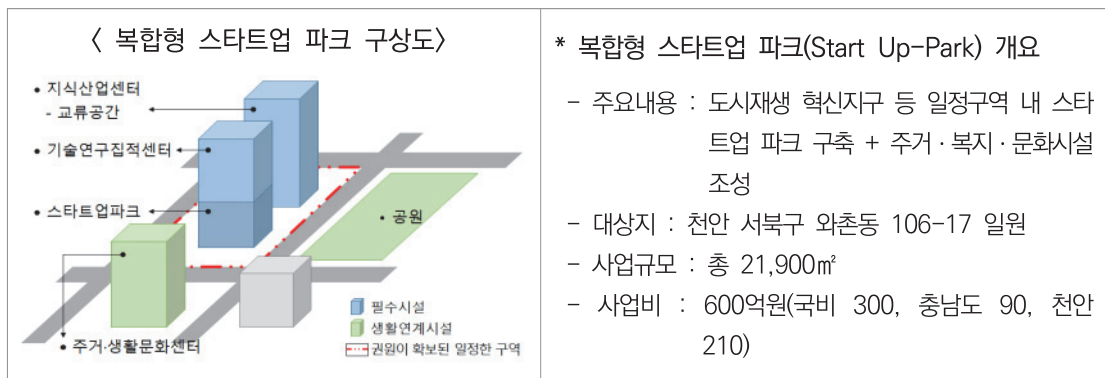 < 복합형 스타트업 파크 구상도>
• 지식산업센터
- 교류공간
• 기술연구집적센터
• 스타트업파크
• 공원
필수시설
생활연계시설
권원이 확보된 일정한 구역
• 주거·생활문화센터
* 복합형 스타트업 파크(Start Up-Park) 개요
- 주요내용 : 도시재생 혁신지구 등 일정구역 내 스타
트업 파크 구축 + 주거·복지·문화시설
조성
- 대상지 : 천안 서북구 와촌동 106-17 일원
- 사업규모 : 총 21,900㎡
- 사업비 : 600억원(국비 300, 충남도 90, 천안
210)